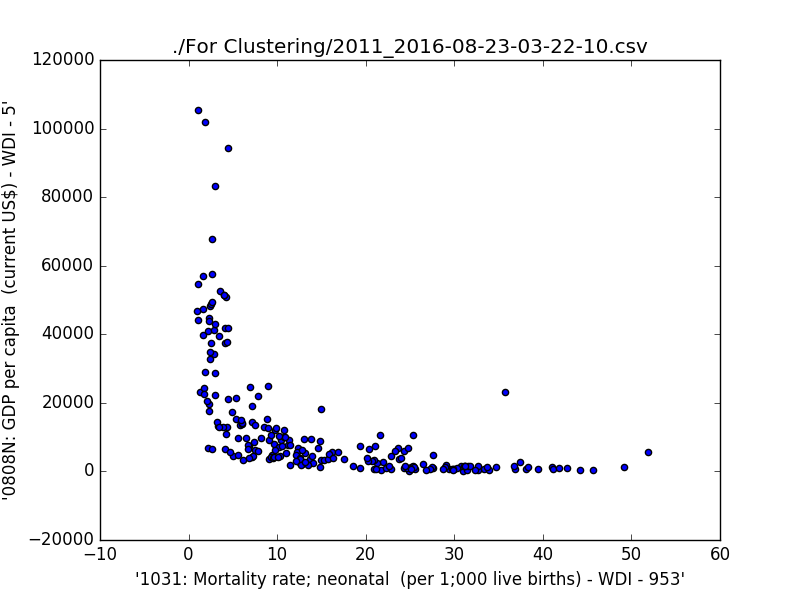 ./For Clustering/2011_2016-08-23-03-22-10.csv
120000
100000
80000
60000
40000
20000
0
−20000
−10 0 10 20 30 40 50 60
'0808N: GDP per capita  (current US$) - WDI - 5'
'1031: Mortality rate; neonatal  (per 1;000 live births) - WDI - 953'